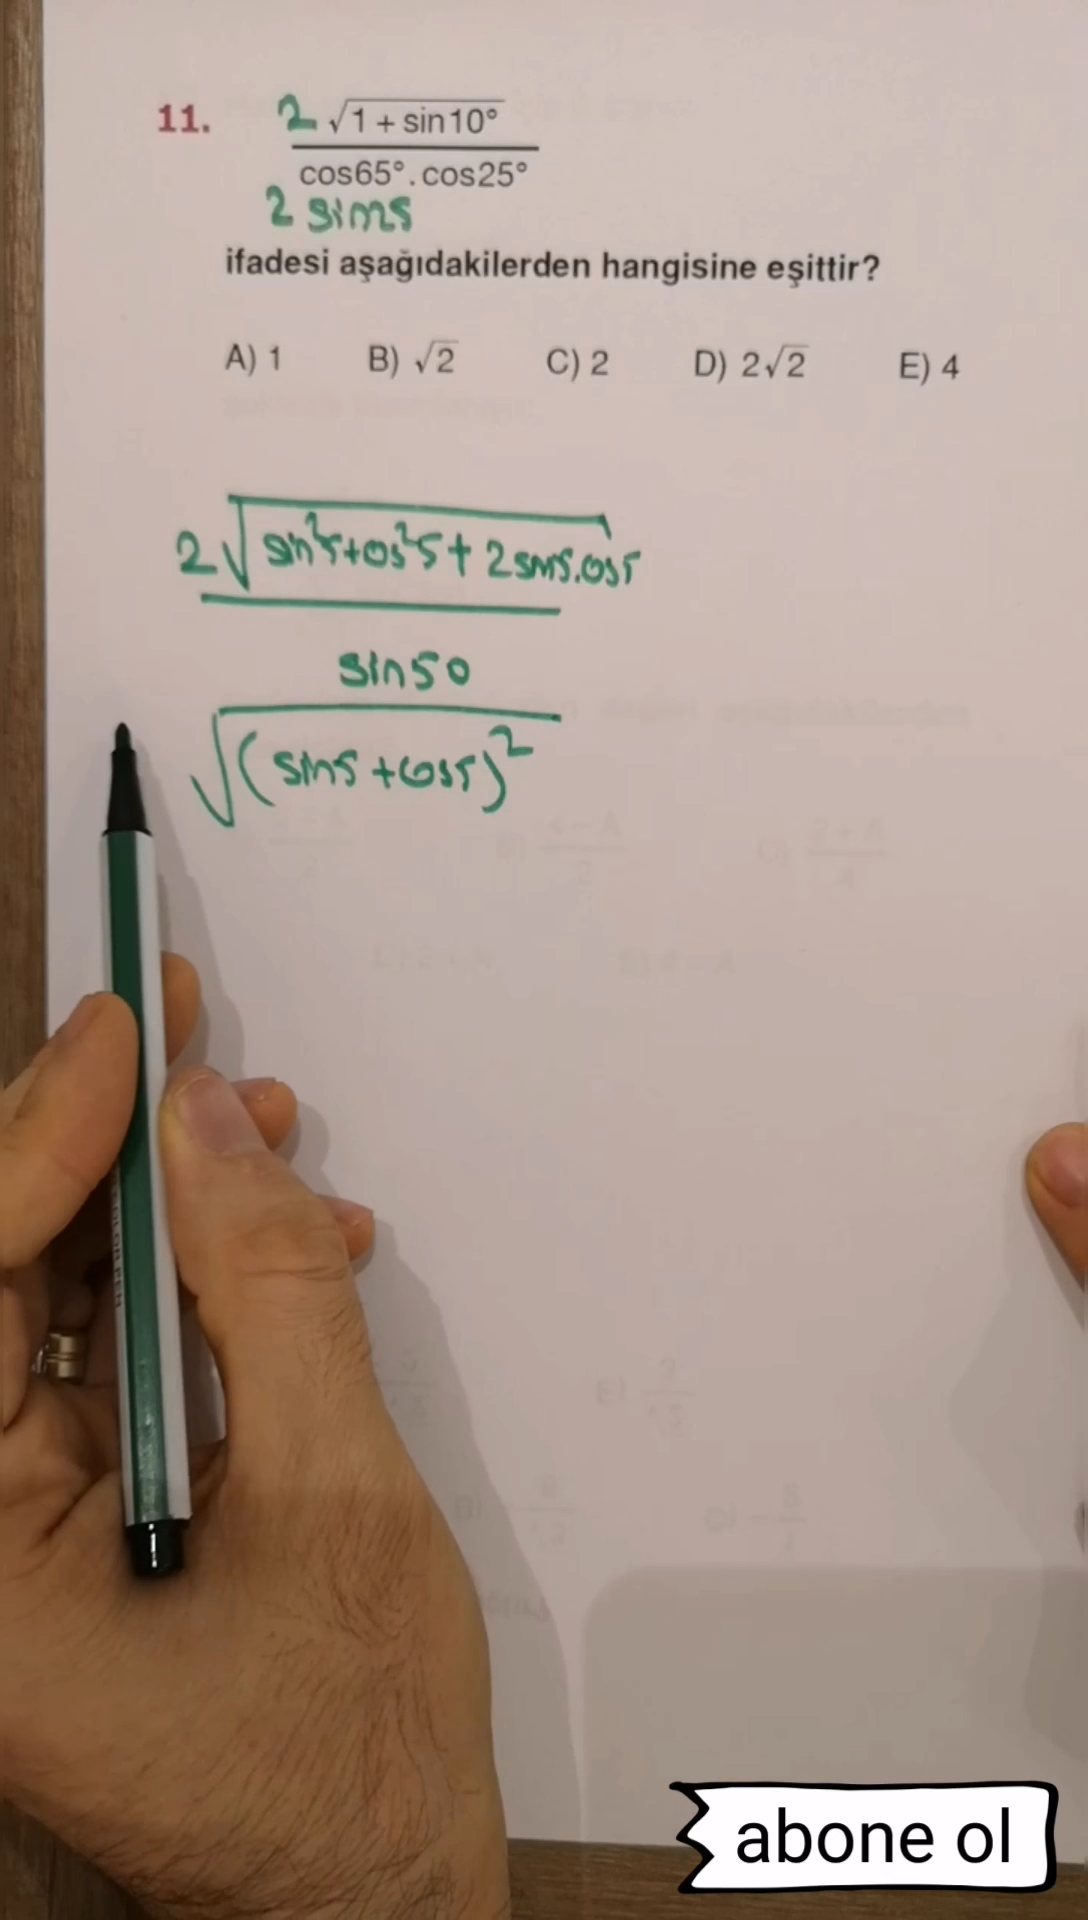 11. 2 √1 + sin10°
cos65°.cos25°
2 sin25
ifadesi aşağıdakilerden hangisine eşittir?
A) 1 B) √2 C) 2 D) 2√2 E) 4
2√sin²5+cos²5+ 2sin5.cos5
sin50
√(sin5+cos5)²
abone ol